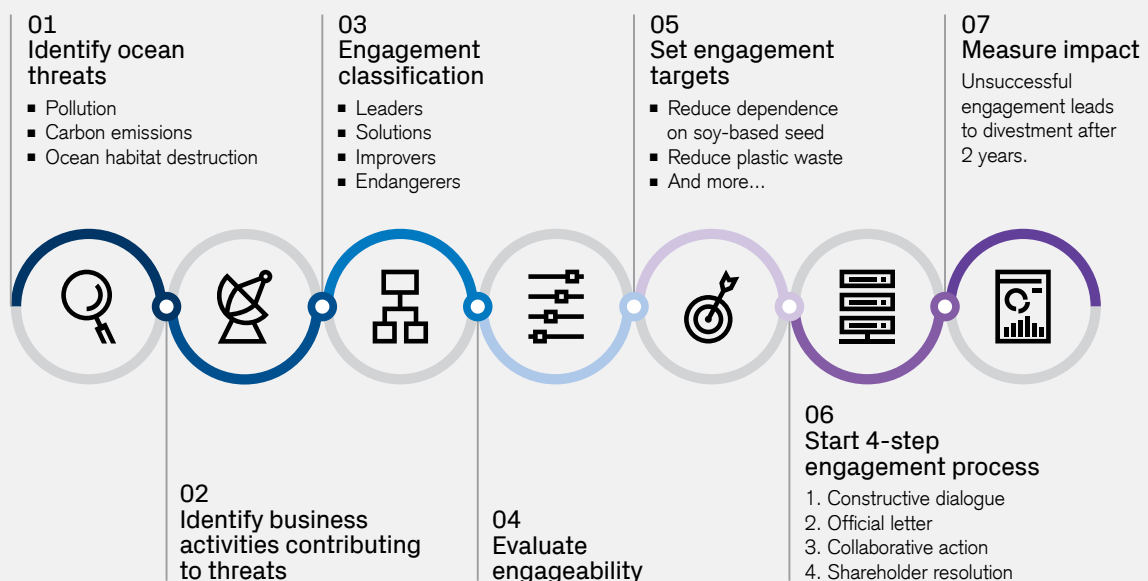 01
Identify ocean
threats
▪ Pollution
▪ Carbon emissions
▪ Ocean habitat destruction
02
Identify business
activities contributing
to threats
03
Engagement
classification
▪ Leaders
▪ Solutions
▪ Improvers
▪ Endangerers
04
Evaluate
engageability
05
Set engagement
targets
▪ Reduce dependence
on soy-based seed
▪ Reduce plastic waste
▪ And more...
06
Start 4-step
engagement process
1. Constructive dialogue
2. Official letter
3. Collaborative action
4. Shareholder resolution
07
Measure impact
Unsuccessful
engagement leads
to divestment after
2 years.